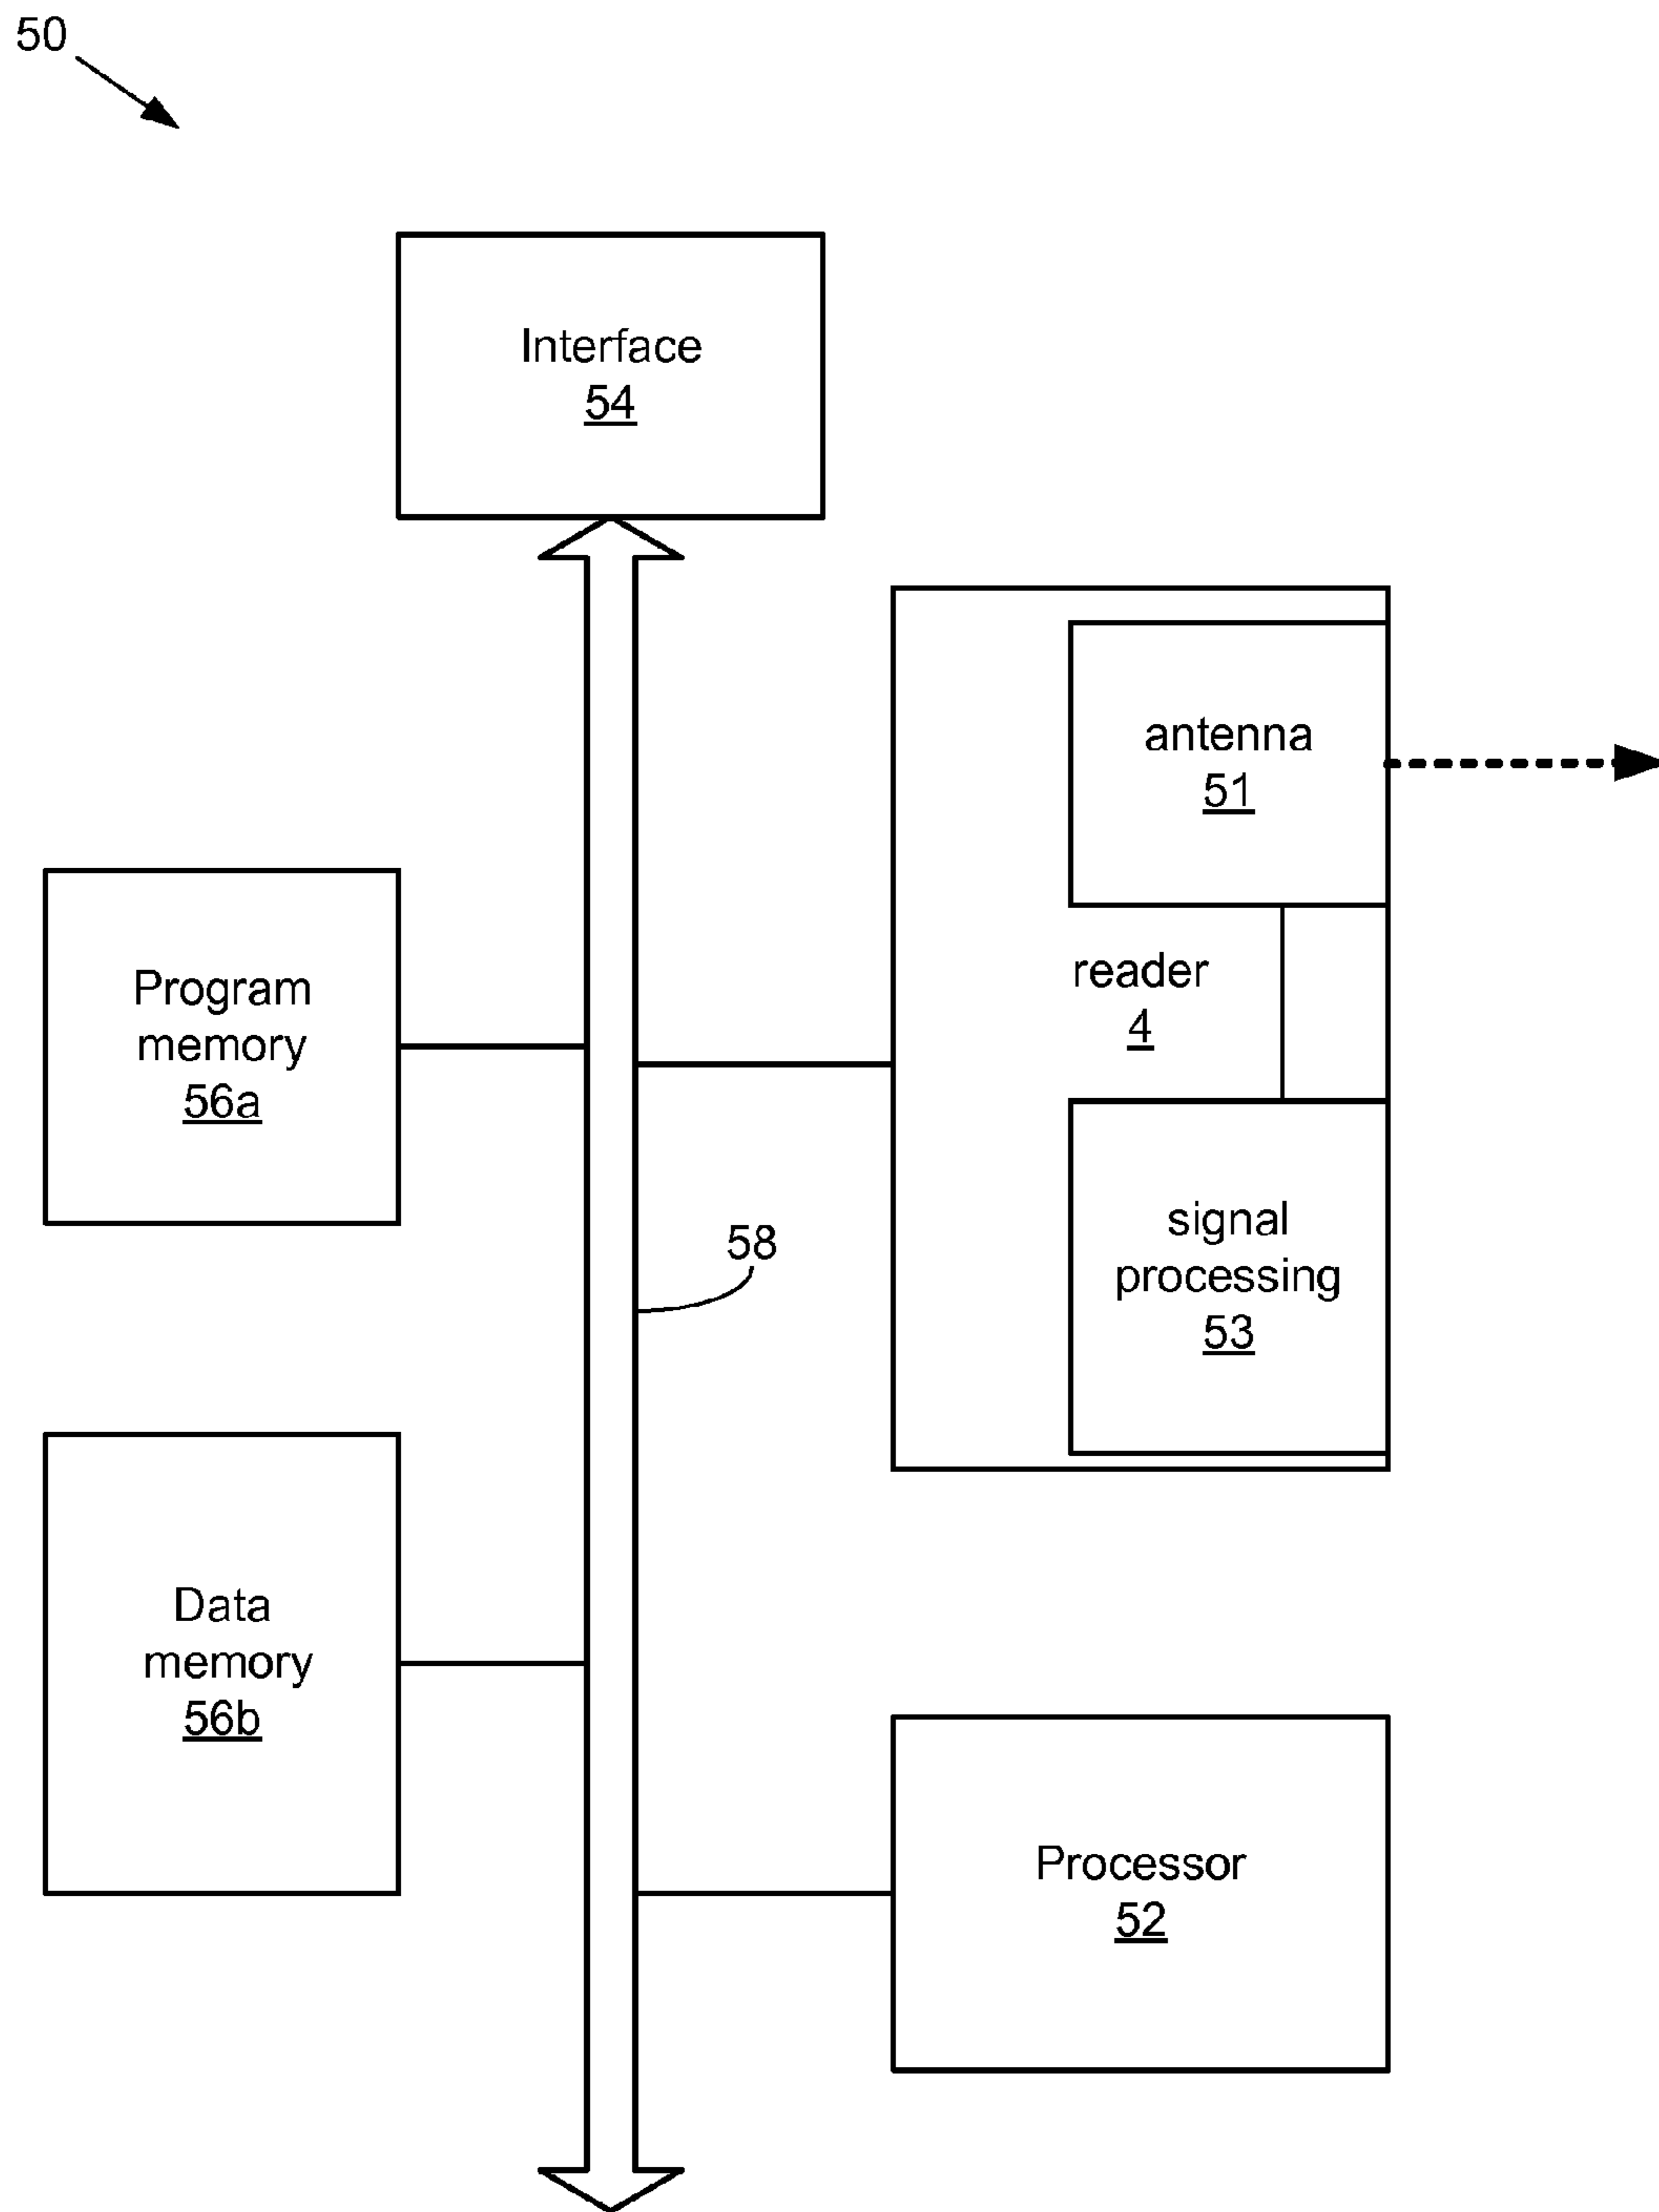 50
Interface
54
antenna
51
reader
4
Program
memory
56a
signal
processing
53
58
Data
memory
56b
Processor
52